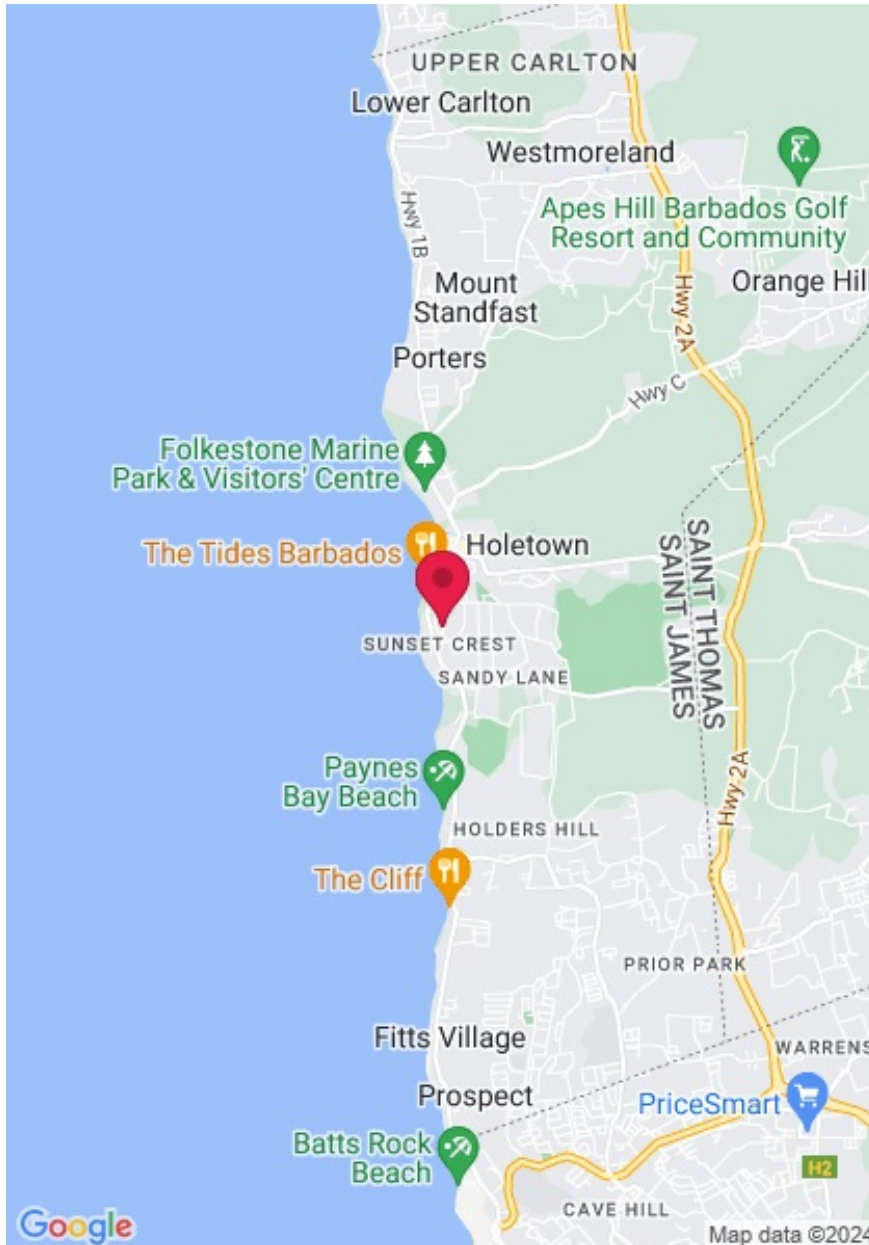 UPPER CARLTON
Lower Carlton
Westmoreland
Hwy 1B
Apes Hill Barbados Golf
Resort and Community
Mount
Standfast
Hwy 2A
Orange Hill
Porters
Hwy C
Folkestone Marine
Park & Visitors' Centre
The Tides Barbados
Holetown
SAINT THOMAS
SAINT JAMES
SUNSET CREST
SANDY LANE
Paynes
Bay Beach
Hwy 2A
HOLDERS HILL
The Cliff
PRIOR PARK
Fitts Village
WARRENS
Prospect
PriceSmart
Batts Rock
Beach
H2
CAVE HILL
Google
Map data ©2024